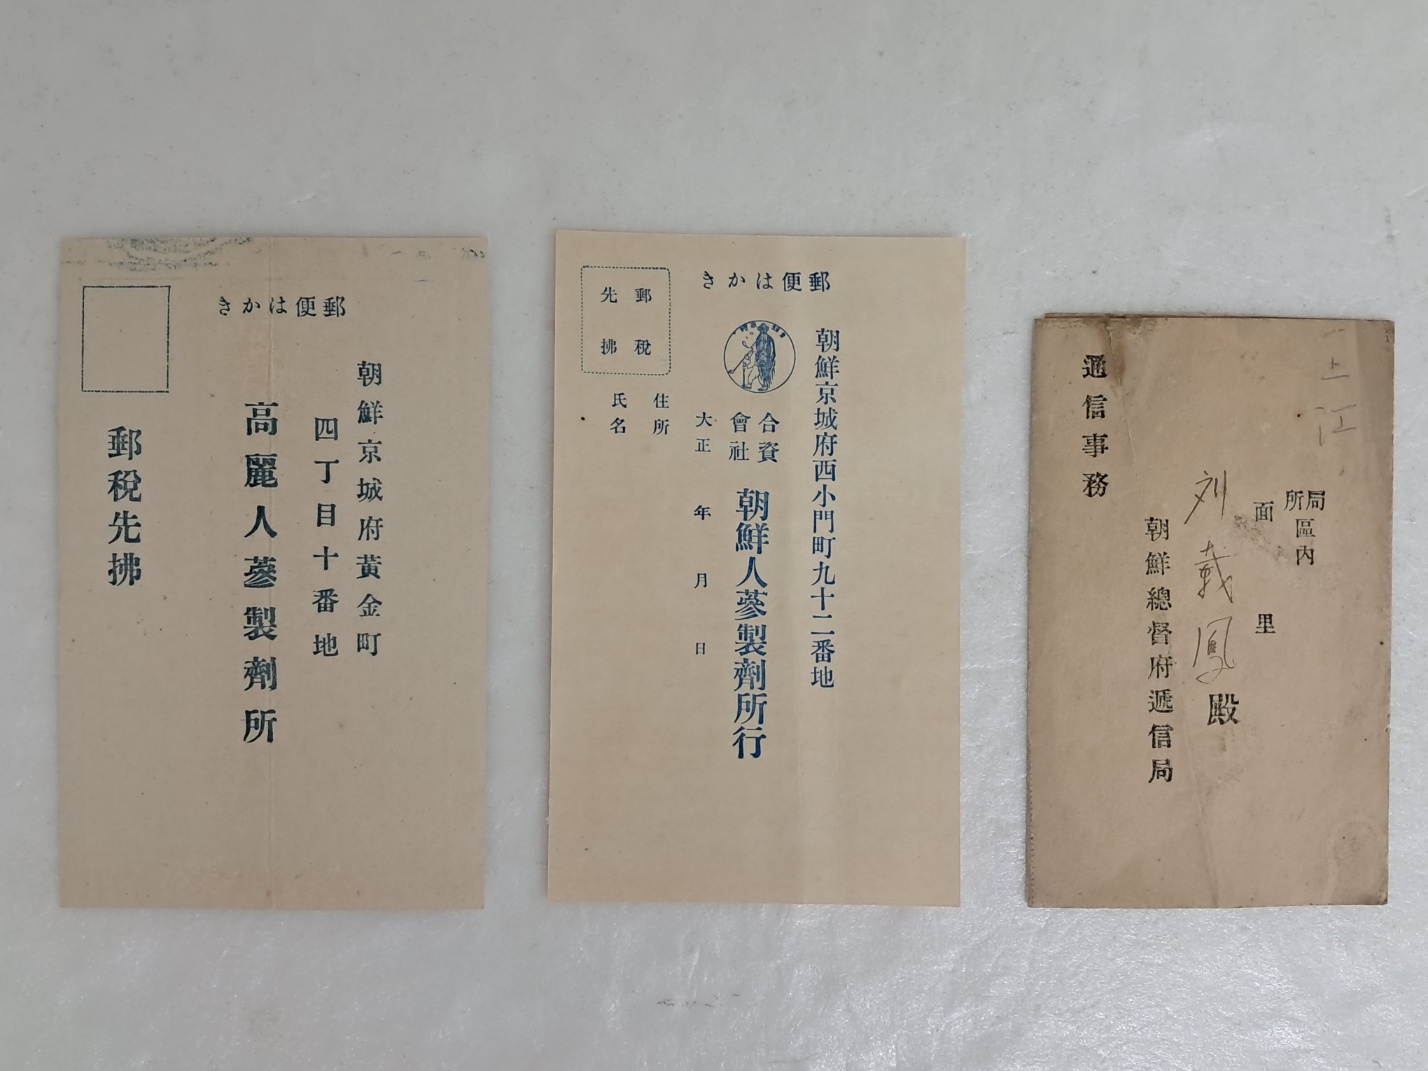 郵便はかき
朝鮮京城府黃金町
四丁目十番地
高麗人蔘製劑所
郵稅先拂
郵便はかき
朝鮮京城府西小門町九十二番地
合資會社
朝鮮人蔘製劑所行
大正 年 月 日
郵稅
先拂
住所
氏名
局所區內
面 里
刘載鳳殿
朝鮮總督府遞信局
遞信事務